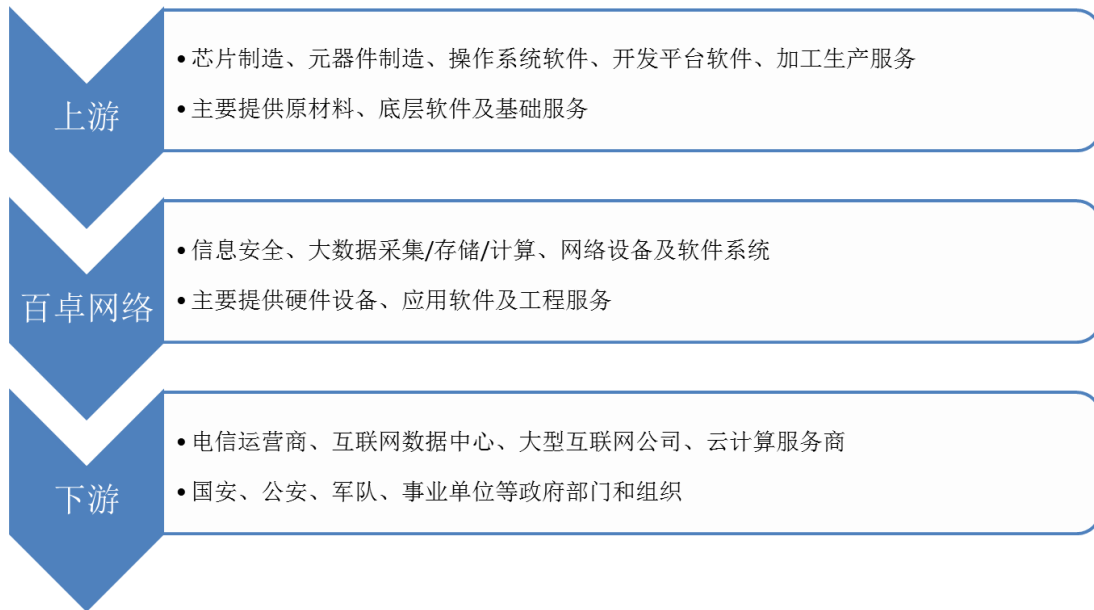 上游
• 芯片制造、元器件制造、操作系统软件、开发平台软件、加工生产服务
• 主要提供原材料、底层软件及基础服务
百卓网络
• 信息安全、大数据采集/存储/计算、网络设备及软件系统
• 主要提供硬件设备、应用软件及工程服务
下游
• 电信运营商、互联网数据中心、大型互联网公司、云计算服务商
• 国安、公安、军队、事业单位等政府部门和组织